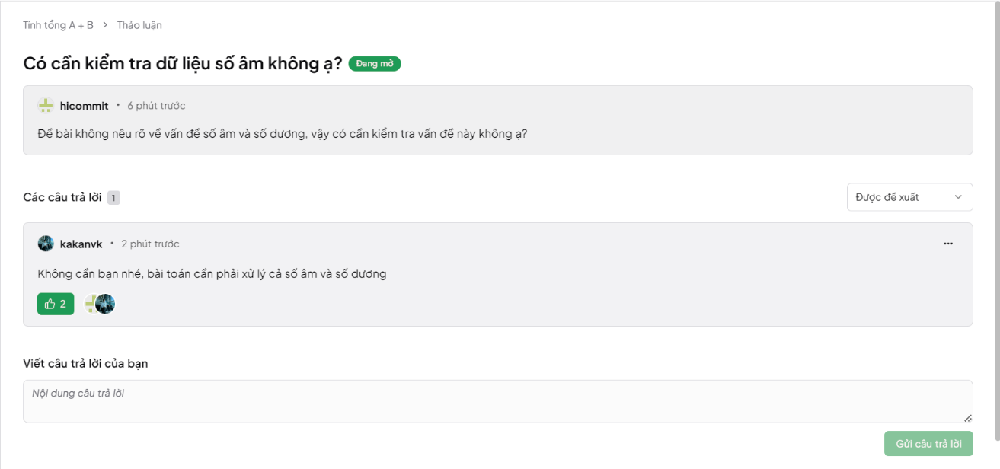 Tính tổng A + B > Thảo luận
Có cần kiểm tra dữ liệu số âm không ạ? Đang mở
hicommit • 6 phút trước
Đề bài không nêu rõ về vấn đề số âm và số dương, vậy có cần kiểm tra vấn đề này không ạ?
Các câu trả lời 1
Được đề xuất
kakanvk • 2 phút trước
Không cần bạn nhé, bài toán cần phải xử lý cả số âm và số dương
2
Viết câu trả lời của bạn
Nội dung câu trả lời
Gửi câu trả lời